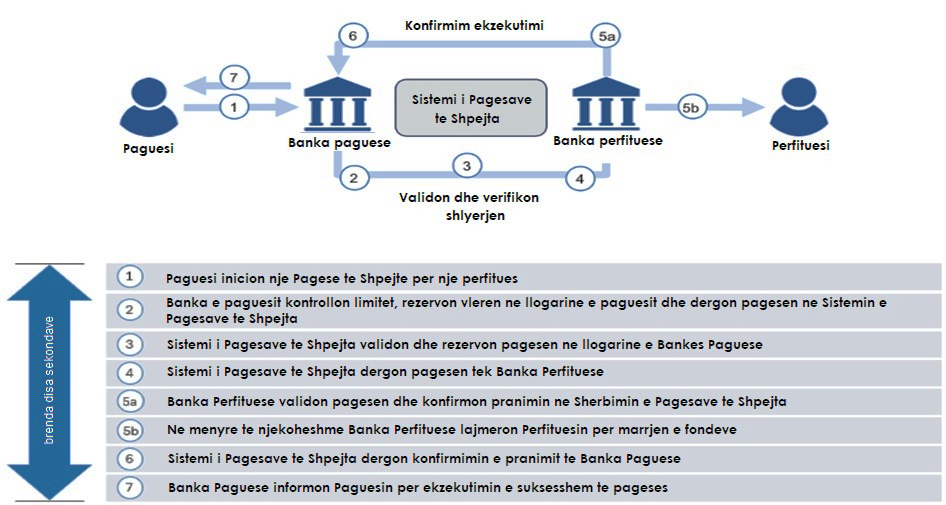 Konfirmim ekzekutimi
6
5a
7
1
Sistemi i Pagesave
te Shpejta
5b
Paguesi
Banka paguese
Banka perfituese
Perfituesi
2
3
4
Validon dhe verifikon
shlyerjen
brenda disa sekondave
1 Paguesi inicion nje Pagese te Shpejte per nje perfitues
2 Banka e paguesit kontrollon limitet, rezervon vleren ne llogarine e paguesit dhe dergon pagesen ne Sistemin e
Pagesave te Shpejta
3 Sistemi i Pagesave te Shpejta validon dhe rezervon pagesen ne llogarine e Bankes Paguese
4 Sistemi i Pagesave te Shpejta dergon pagesen tek Banka Perfituese
5a Banka Perfituese validon pagesen dhe konfirmon pranimin ne Sherbimin e Pagesave te Shpejta
5b Ne menyre te njekoheshme Banka Perfituese lajmeron Perfituesin per marrjen e fondeve
6 Sistemi i Pagesave te Shpejta dergon konfirmimin e pranimit te Banka Paguese
7 Banka Paguese informon Paguesin per ekzekutimin e suksesshem te pageses